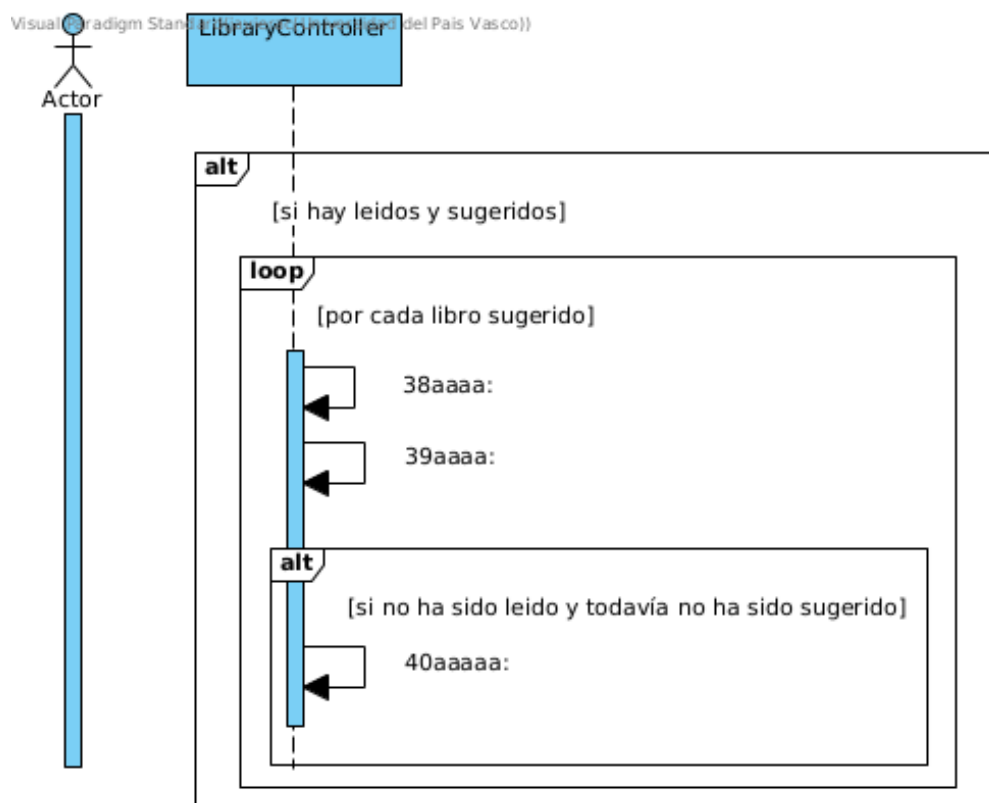 Visual Paradigm Standard del Pais Vasco))
LibraryController
Actor
alt
[si hay leidos y sugeridos]
loop
[por cada libro sugerido]
38aaaa:
39aaaa:
alt
[si no ha sido leido y todavía no ha sido sugerido]
40aaaaa: